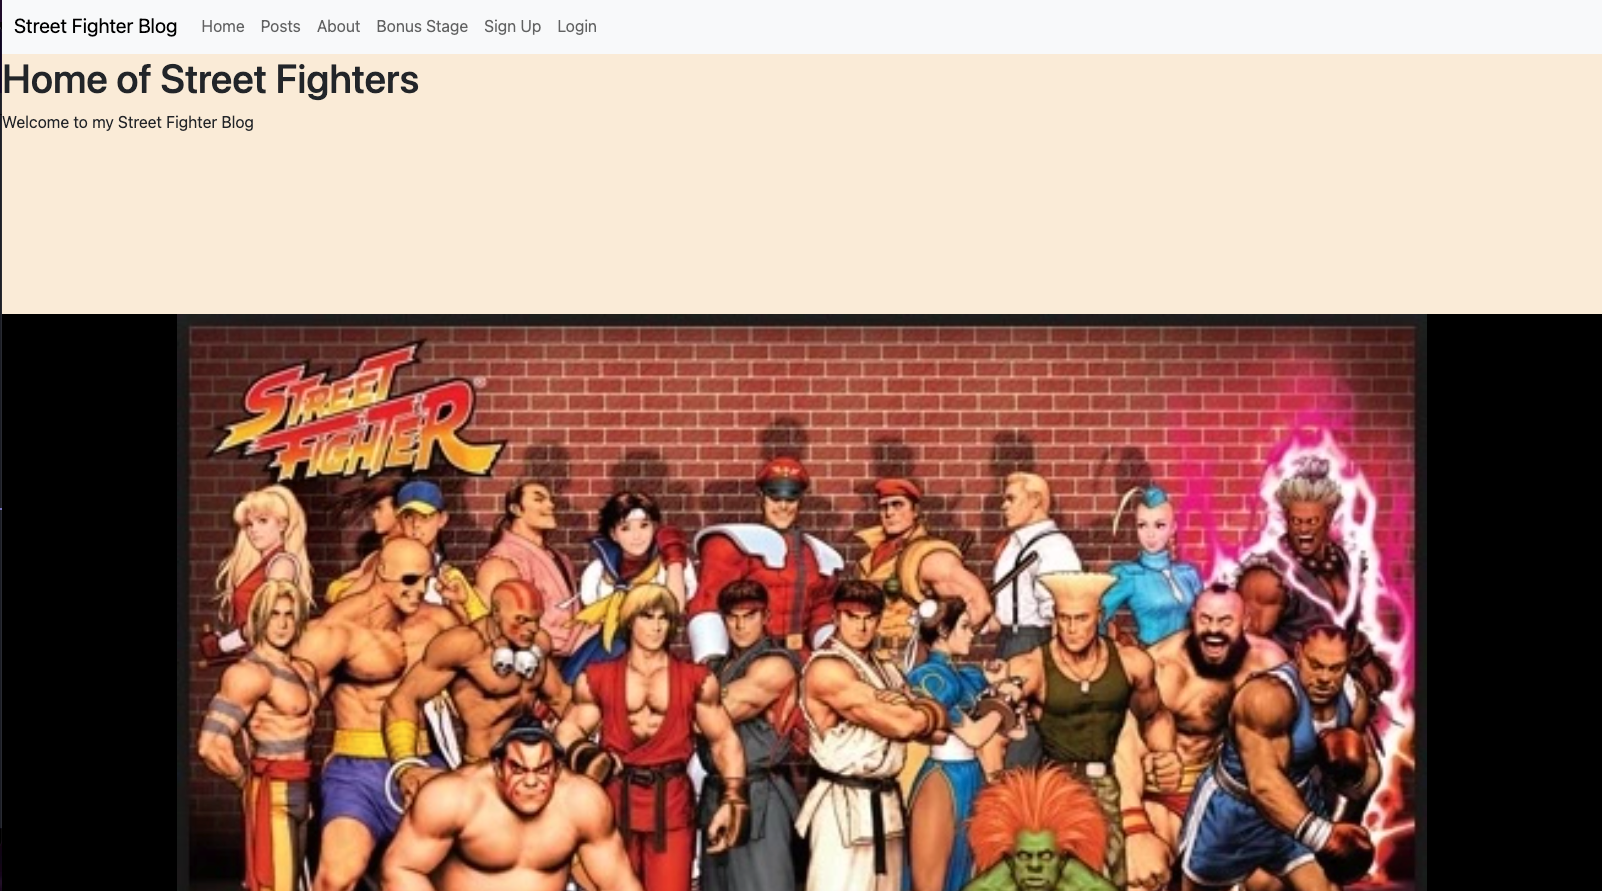 Street Fighter Blog Home Posts About Bonus Stage Sign Up Login
Home of Street Fighters
Welcome to my Street Fighter Blog
STREET
FIGHTER®